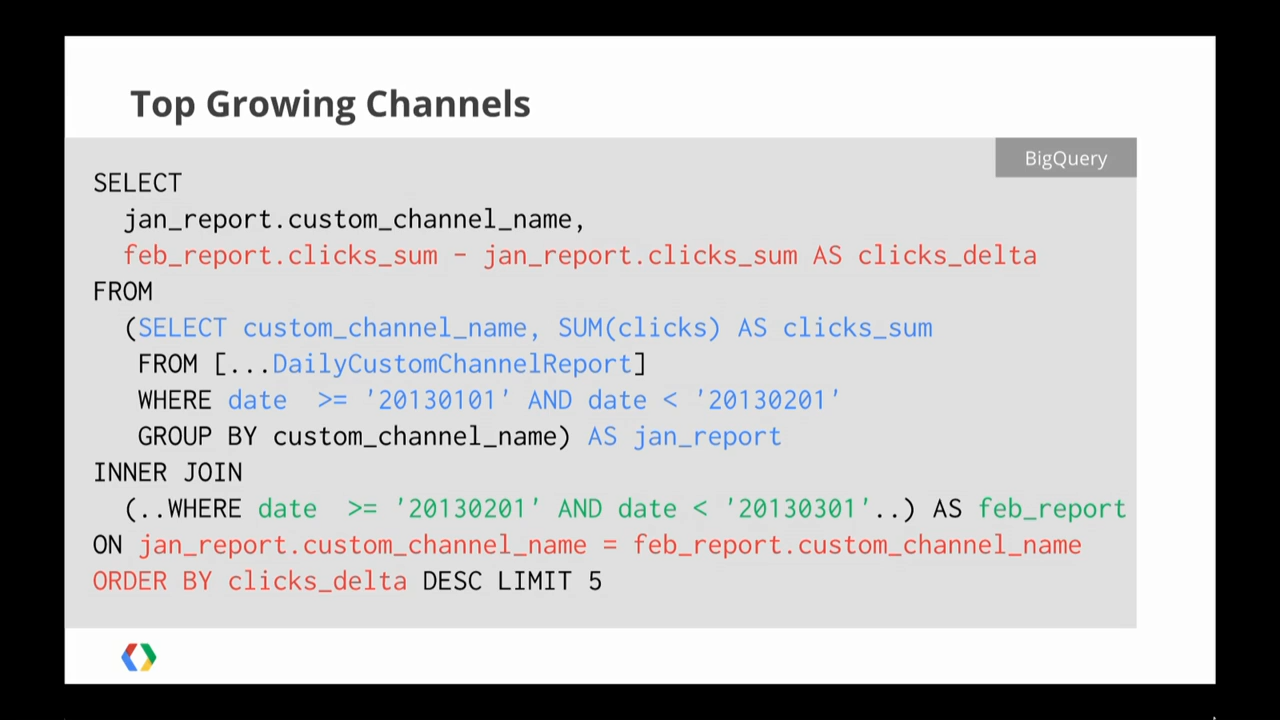 Top Growing Channels
BigQuery
SELECT
jan_report.custom_channel_name,
feb_report.clicks_sum - jan_report.clicks_sum AS clicks_delta
FROM
(SELECT custom_channel_name, SUM(clicks) AS clicks_sum
FROM [...DailyCustomChannelReport]
WHERE date  >= '20130101' AND date < '20130201'
GROUP BY custom_channel_name) AS jan_report
INNER JOIN
(..WHERE date  >= '20130201' AND date < '20130301'..) AS feb_report
ON jan_report.custom_channel_name = feb_report.custom_channel_name
ORDER BY clicks_delta DESC LIMIT 5